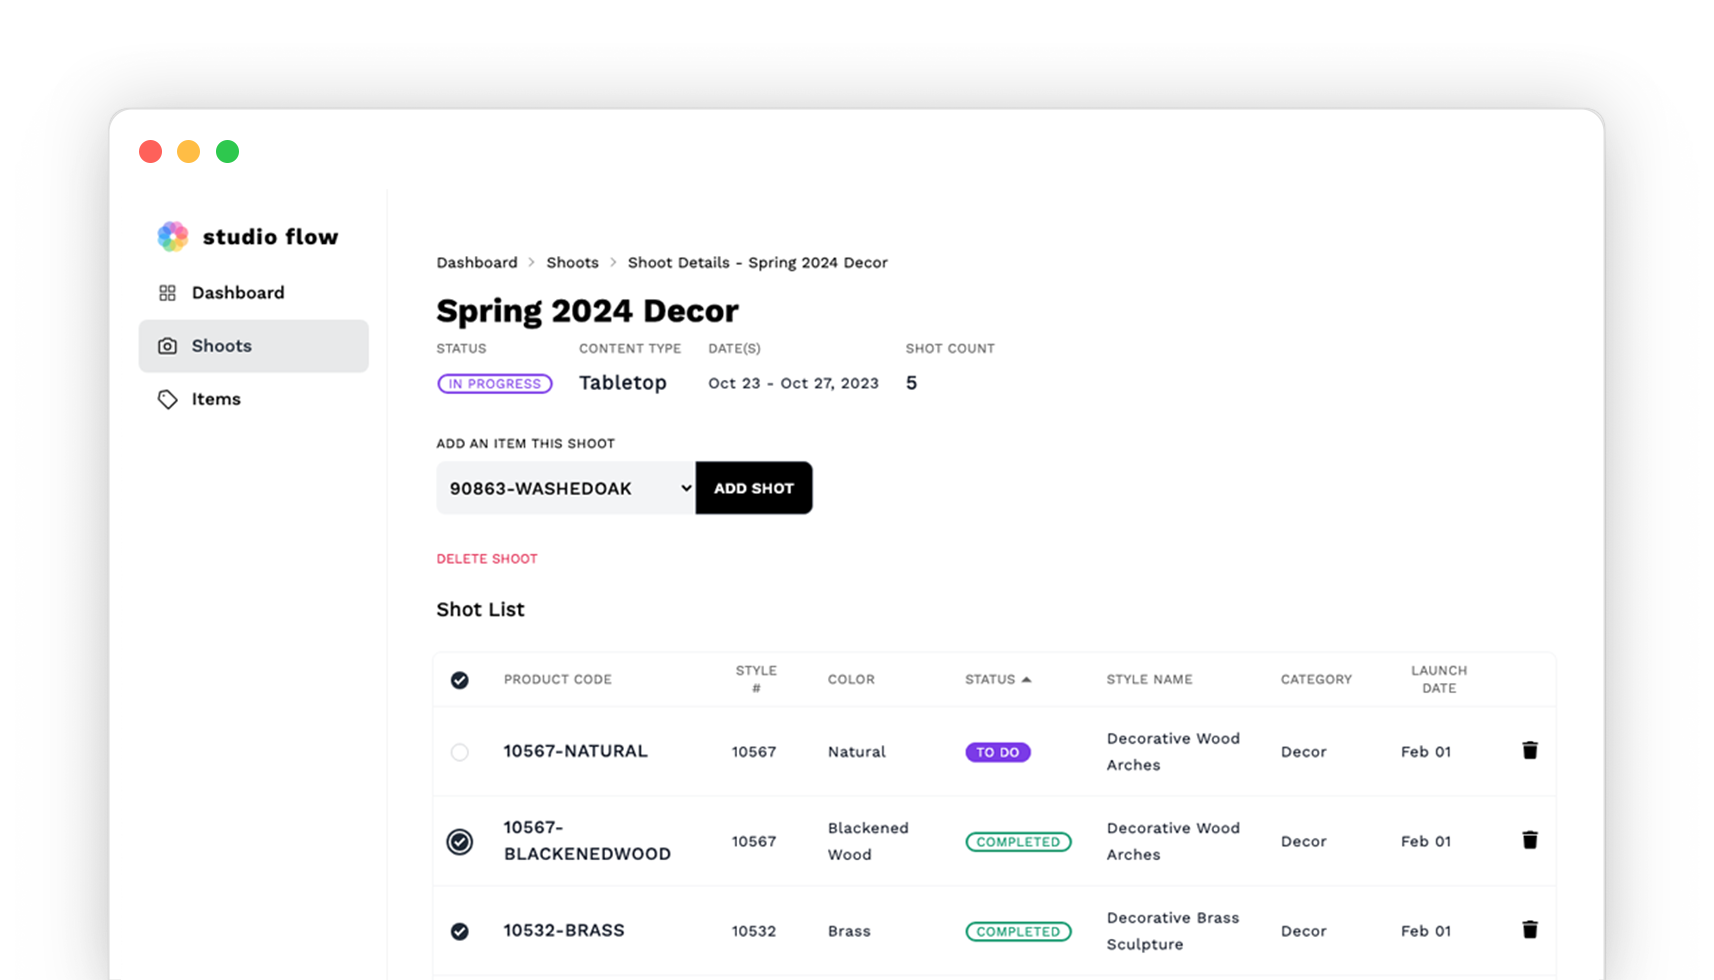 studio flow
Dashboard
Shoots
Items
Dashboard > Shoots > Shoot Details - Spring 2024 Decor
Spring 2024 Decor
STATUS CONTENT TYPE DATE(S) SHOT COUNT
IN PROGRESS Tabletop Oct 23 - Oct 27, 2023 5
ADD AN ITEM THIS SHOOT
90863-WASHEDOAK ADD SHOT
DELETE SHOOT
Shot List
PRODUCT CODE STYLE # COLOR STATUS STYLE NAME CATEGORY LAUNCH DATE
10567-NATURAL 10567 Natural TO DO Decorative Wood Arches Decor Feb 01
10567-BLACKENEDWOOD 10567 Blackened Wood COMPLETED Decorative Wood Arches Decor Feb 01
10532-BRASS 10532 Brass COMPLETED Decorative Brass Sculpture Decor Feb 01